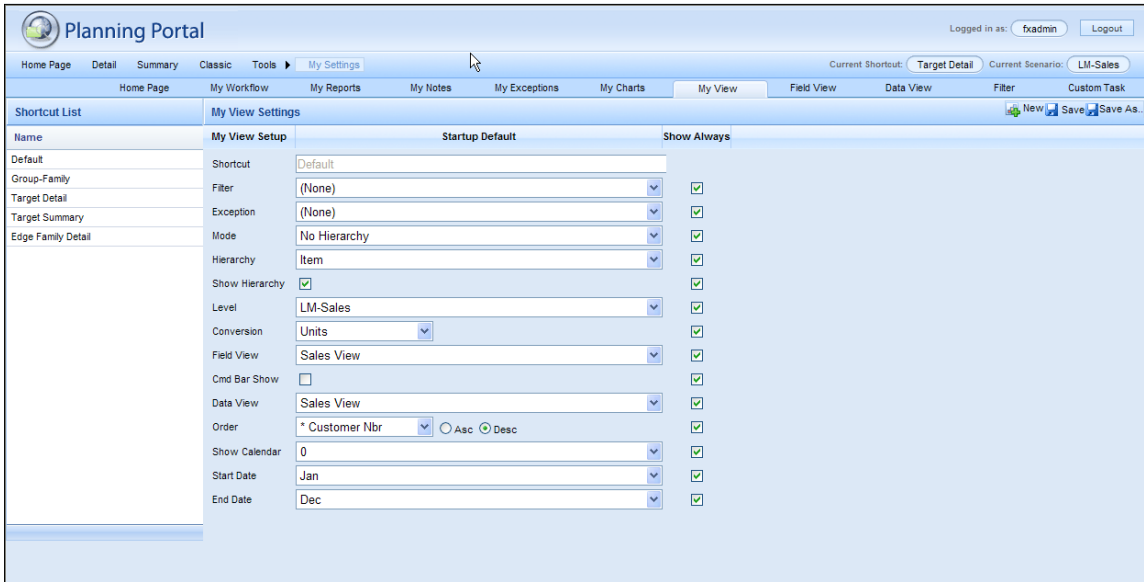 Planning Portal
Logged in as: fxadmin Logout
Home Page Detail Summary Classic Tools My Settings Current Shortcut: Target Detail Current Scenario: LM-Sales
Home Page My Workflow My Reports My Notes My Exceptions My Charts My View Field View Data View Filter Custom Task
Shortcut List My View Settings New Save Save As..
Name My View Setup Startup Default Show Always
Default
Group-Family
Target Detail
Target Summary
Edge Family Detail
Shortcut Default
Filter (None)
Exception (None)
Mode No Hierarchy
Hierarchy Item
Show Hierarchy
Level LM-Sales
Conversion Units
Field View Sales View
Cmd Bar Show
Data View Sales View
Order * Customer Nbr Asc Desc
Show Calendar 0
Start Date Jan
End Date Dec